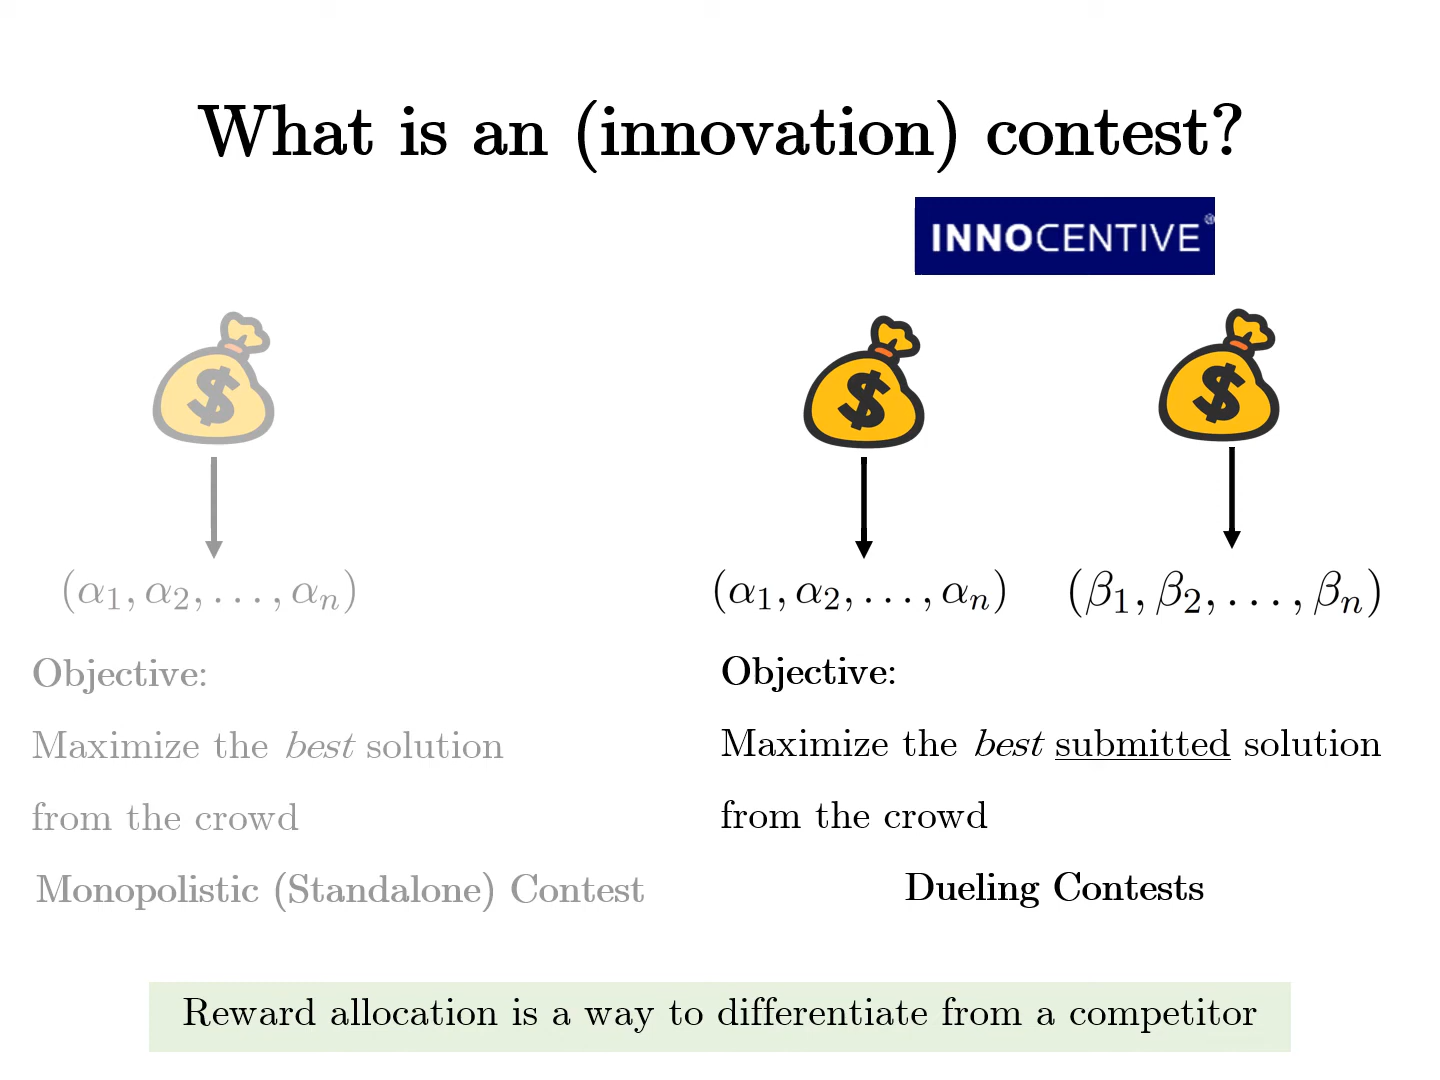 What is an (innovation) contest?
INNOCENTIVE®
$
$
$
(α₁, α₂, . . . , αₙ)
(α₁, α₂, . . . , αₙ)
(β₁, β₂, . . . , βₙ)
Objective:
Maximize the best solution
from the crowd
Monopolistic (Standalone) Contest
Objective:
Maximize the best submitted solution
from the crowd
Dueling Contests
Reward allocation is a way to differentiate from a competitor